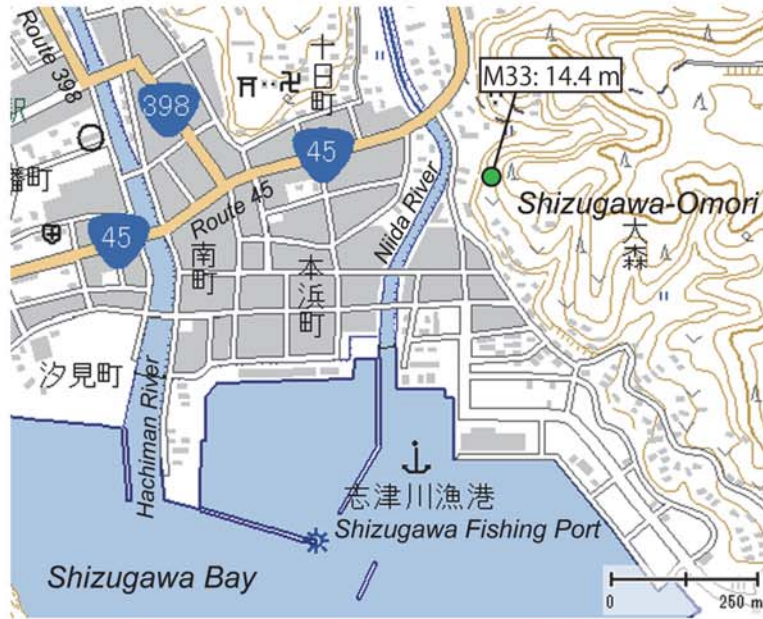 Route 398
398
十日町
M33: 14.4 m
45
Route 45
Niida River
Shizugawa-Omori
大森
幡町
45
南町
本浜町
汐見町
Hachiman River
志津川漁港
Shizugawa Fishing Port
Shizugawa Bay
0
250 m